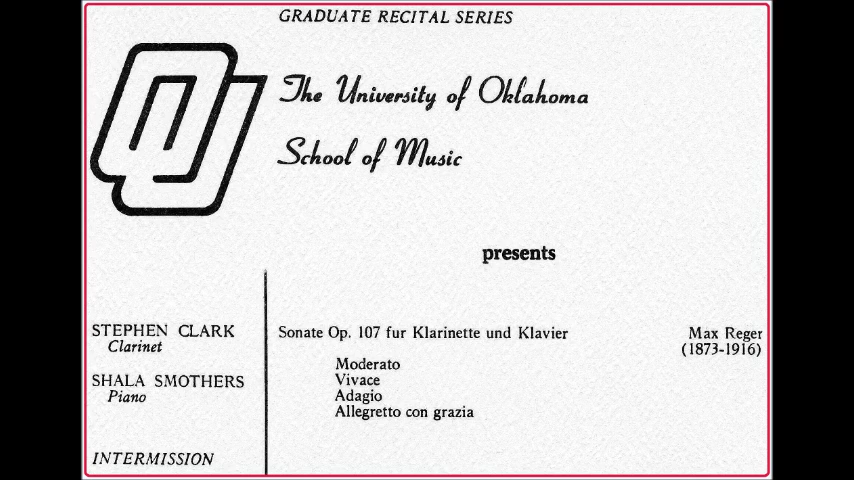 GRADUATE RECITAL SERIES
OU
The University of Oklahoma
School of Music
presents
STEPHEN CLARK
Clarinet
SHALA SMOTHERS
Piano
INTERMISSION
Sonate Op. 107 fur Klarinette und Klavier
Max Reger
(1873-1916)
Moderato
Vivace
Adagio
Allegretto con grazia